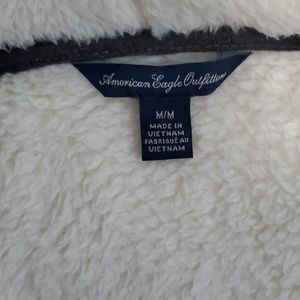 American Eagle Outfitters
M/M
MADE IN
VIETNAM
FABRIQUÉ AU
VIETNAM